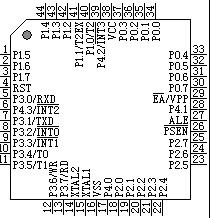 44 43 42 41 40 39 38 37 36 35 34
P1.4
P1.3
P1.2
P1.1/T2EX
P1.0/T2
P4.2/INT3
VCC
P0.0
P0.1
P0.2
P0.3
1 P1.5
2 P1.6
3 P1.7
4 RST
5 P3.0/RXD
6 P4.3/INT2
7 P3.1/TXD
8 P3.2/INT0
9 P3.3/INT1
10 P3.4/T0
11 P3.5/T1
P0.4 33
P0.5 32
P0.6 31
P0.7 30
EA/VPP 29
P4.1 28
ALE 27
PSEN 26
P2.7 25
P2.6 24
P2.5 23
P3.6/WR
P3.7/RD
XTAL2
XTAL1
VSS
P4.0
P2.0
P2.1
P2.2
P2.3
P2.4
12 13 14 15 16 17 18 19 20 21 22